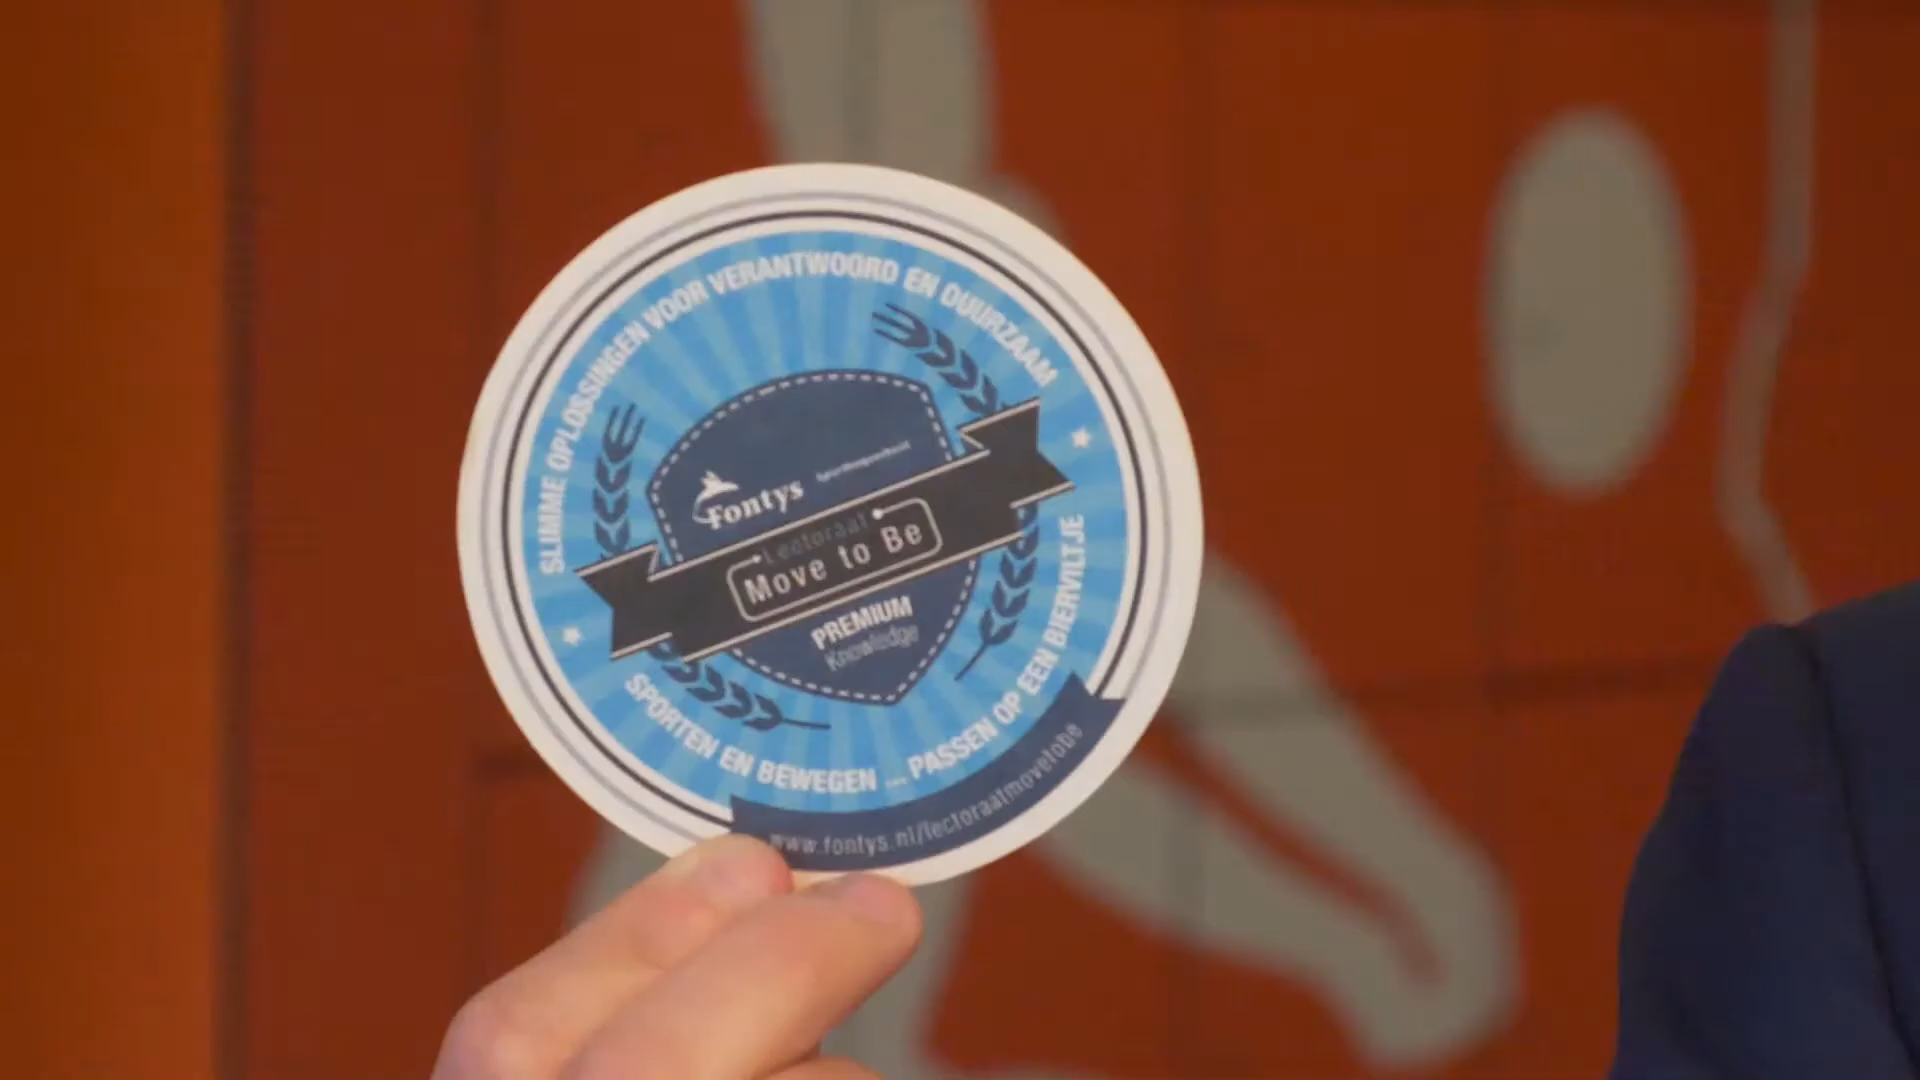 SLIMME OPLOSSINGEN VOOR VERANTWOORD EN DUURZAAM
Fontys
Lectoraat
Move to Be
PREMIUM
Knowledge
SPORTEN EN BEWEGEN ... PASSEN OP EEN BIERVILTJE
www.fontys.nl/lectoraatmovetobe